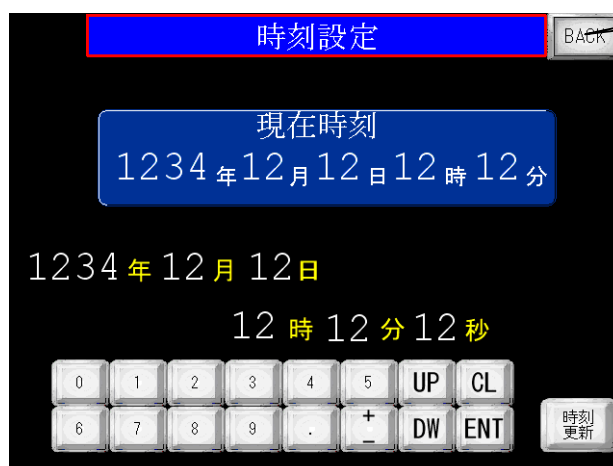 時刻設定
BACK
現在時刻
1234年12月12日12時12分
1234年12月12日
12時12分12秒
0 1 2 3 4 5 UP CL
6 7 8 9 . +− DW ENT
時刻
更新